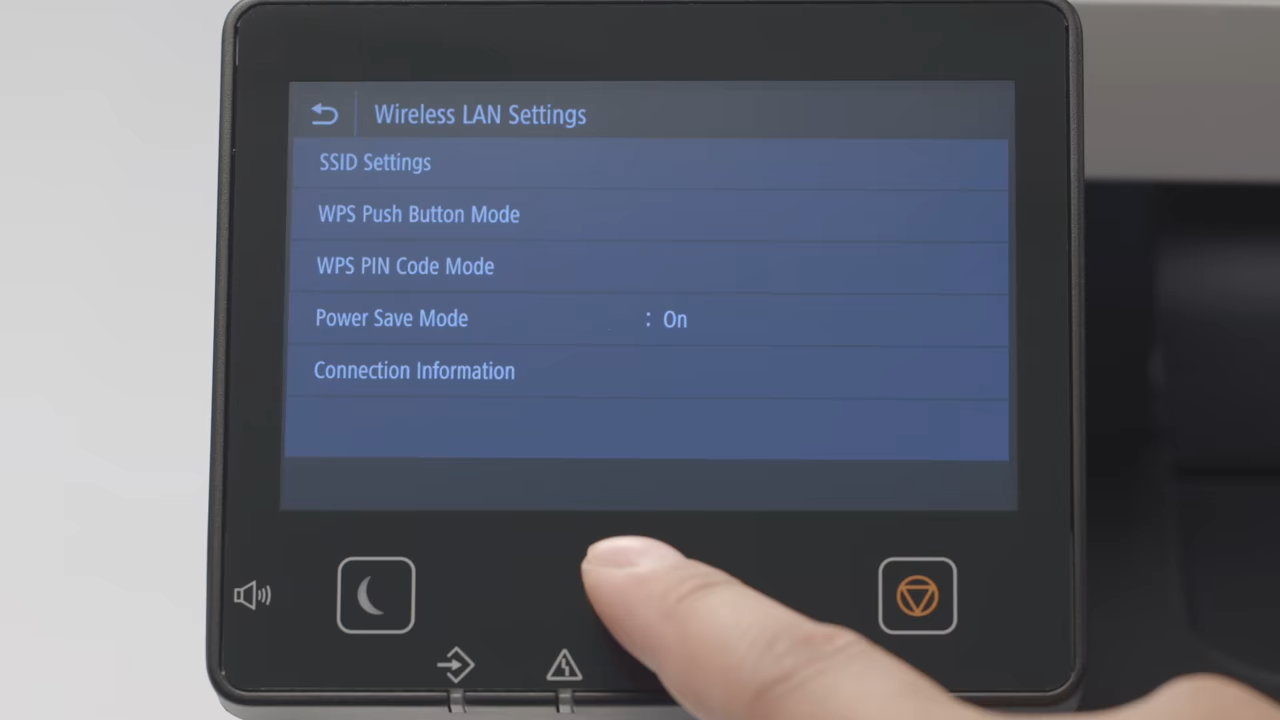 Wireless LAN Settings
SSID Settings
WPS Push Button Mode
WPS PIN Code Mode
Power Save Mode : On
Connection Information